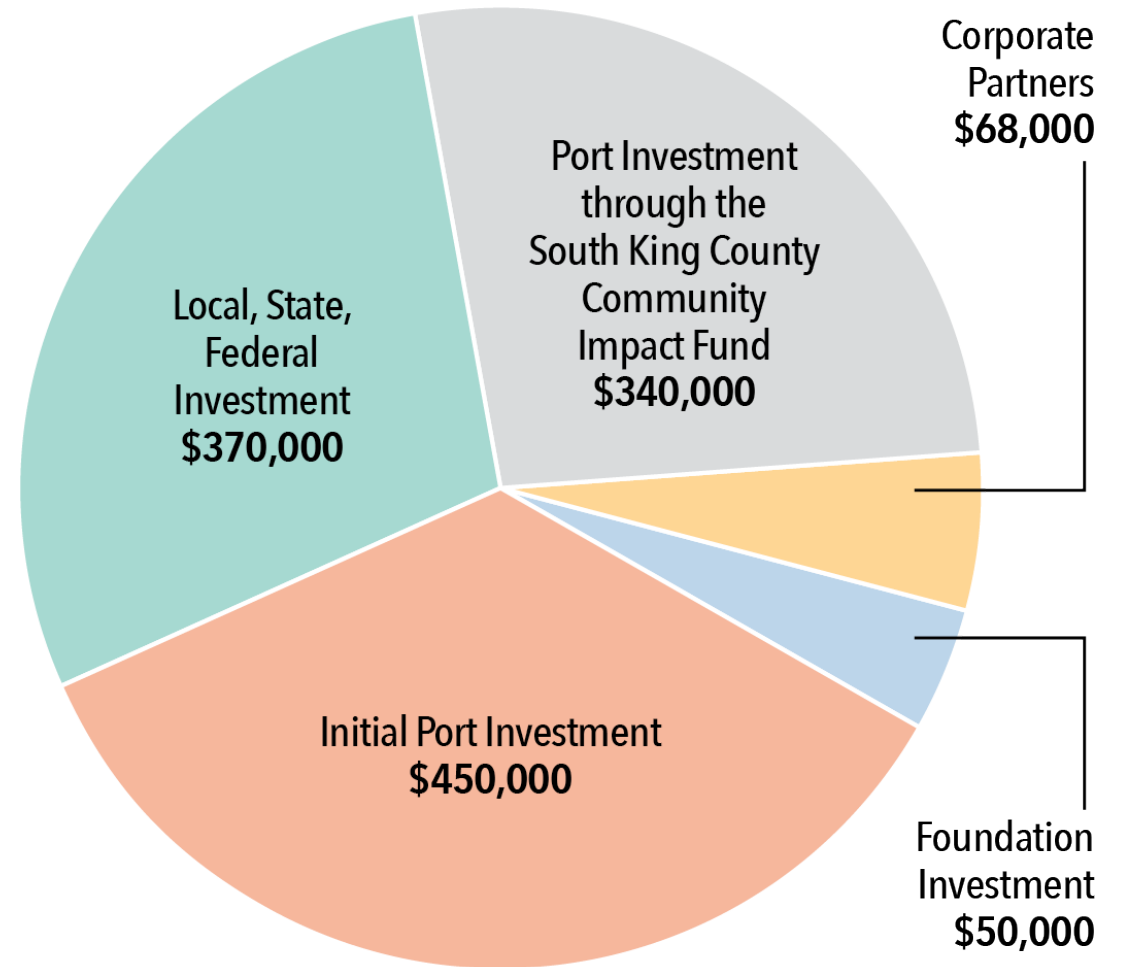 Corporate
Partners
$68,000
Port Investment
through the
South King County
Community
Impact Fund
$340,000
Local, State,
Federal
Investment
$370,000
Initial Port Investment
$450,000
Foundation
Investment
$50,000